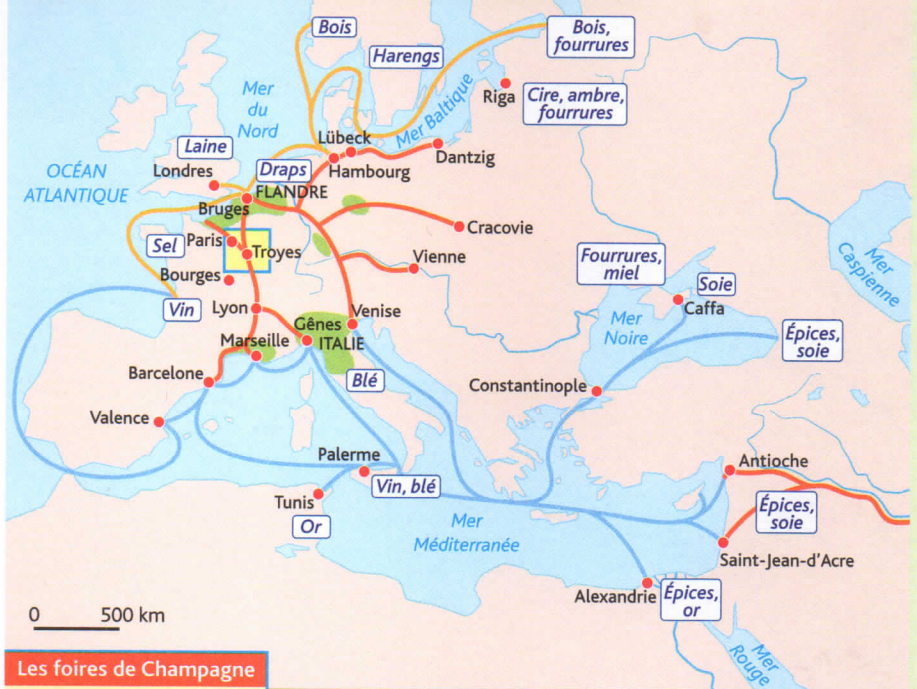 Bois
Bois,
fourrures
Harengs
Mer
du
Nord
Mer Baltique
Riga
Cire, ambre,
fourrures
Laine
Londres
OCÉAN
ATLANTIQUE
Draps
FLANDRE
Bruges
Lübeck
Hambourg
Dantzig
Sel
Paris
Troyes
Bourges
Cracovie
Vienne
Vin
Lyon
Gênes
ITALIE
Venise
Marseille
Barcelone
Valence
Blé
Fourrures,
miel
Soie
Caffa
Mer
Noire
Mer
Caspienne
Épices,
soie
Constantinople
Palerme
Vin, blé
Tunis
Or
Mer
Méditerranée
Antioche
Épices,
soie
Saint-Jean-d'Acre
Alexandrie
Épices,
or
Mer
Rouge
0 500 km
Les foires de Champagne